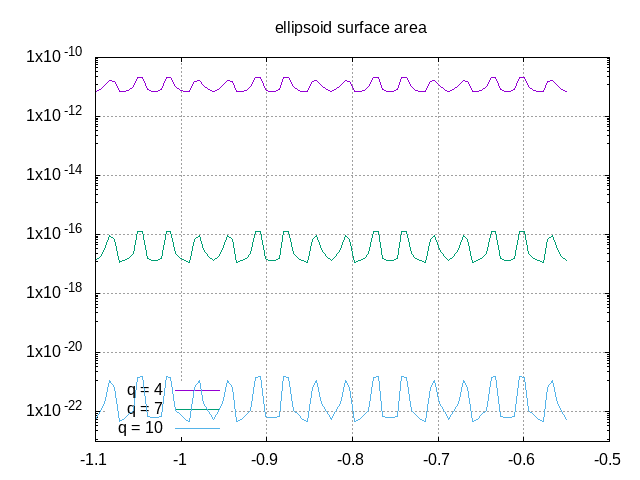 ellipsoid surface area
1x10^-10
1x10^-12
1x10^-14
1x10^-16
1x10^-18
1x10^-20
1x10^-22
q = 4
q = 7
q = 10
-1.1 -1 -0.9 -0.8 -0.7 -0.6 -0.5